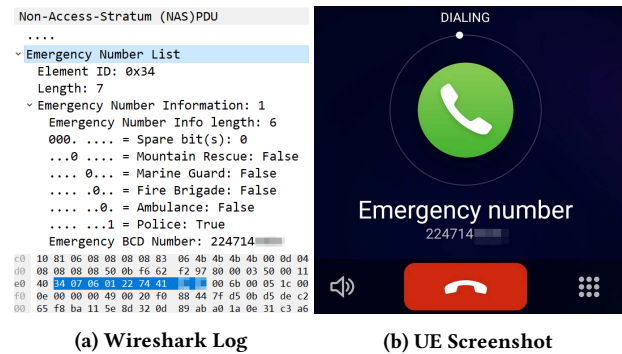 Non-Access-Stratum (NAS)PDU
....
Emergency Number List
Element ID: 0x34
Length: 7
Emergency Number Information: 1
Emergency Number Info length: 6
000. .... = Spare bit(s): 0
...0 .... = Mountain Rescue: False
.... 0... = Marine Guard: False
.... .0.. = Fire Brigade: False
.... ..0. = Ambulance: False
.... ...1 = Police: True
Emergency BCD Number: 224714
c0 10 81 06 08 08 08 08 83 06 4b 4b 4b 4b 00 0d 04
d0 08 08 08 08 50 0b f6 62 f2 97 80 00 03 50 00 11
e0 40 34 07 06 01 22 74 41 00 6b 00 05 1c 00
f0 0e 00 00 00 49 00 20 f0 88 44 7f d5 0b d5 de c2
00 65 f8 ba 11 5e 8d 32 0d 89 ab a0 1a 0e 31 c3 a6
(a) Wireshark Log
DIALING
Emergency number
224714
(b) UE Screenshot